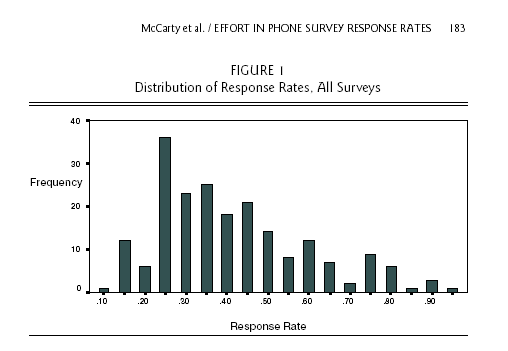 McCarty et al. / EFFORT IN PHONE SURVEY RESPONSE RATES 183
FIGURE 1
Distribution of Response Rates, All Surveys
40
30
Frequency
20
10
0
.10 .20 .30 .40 .50 .60 .70 .80 .90
Response Rate